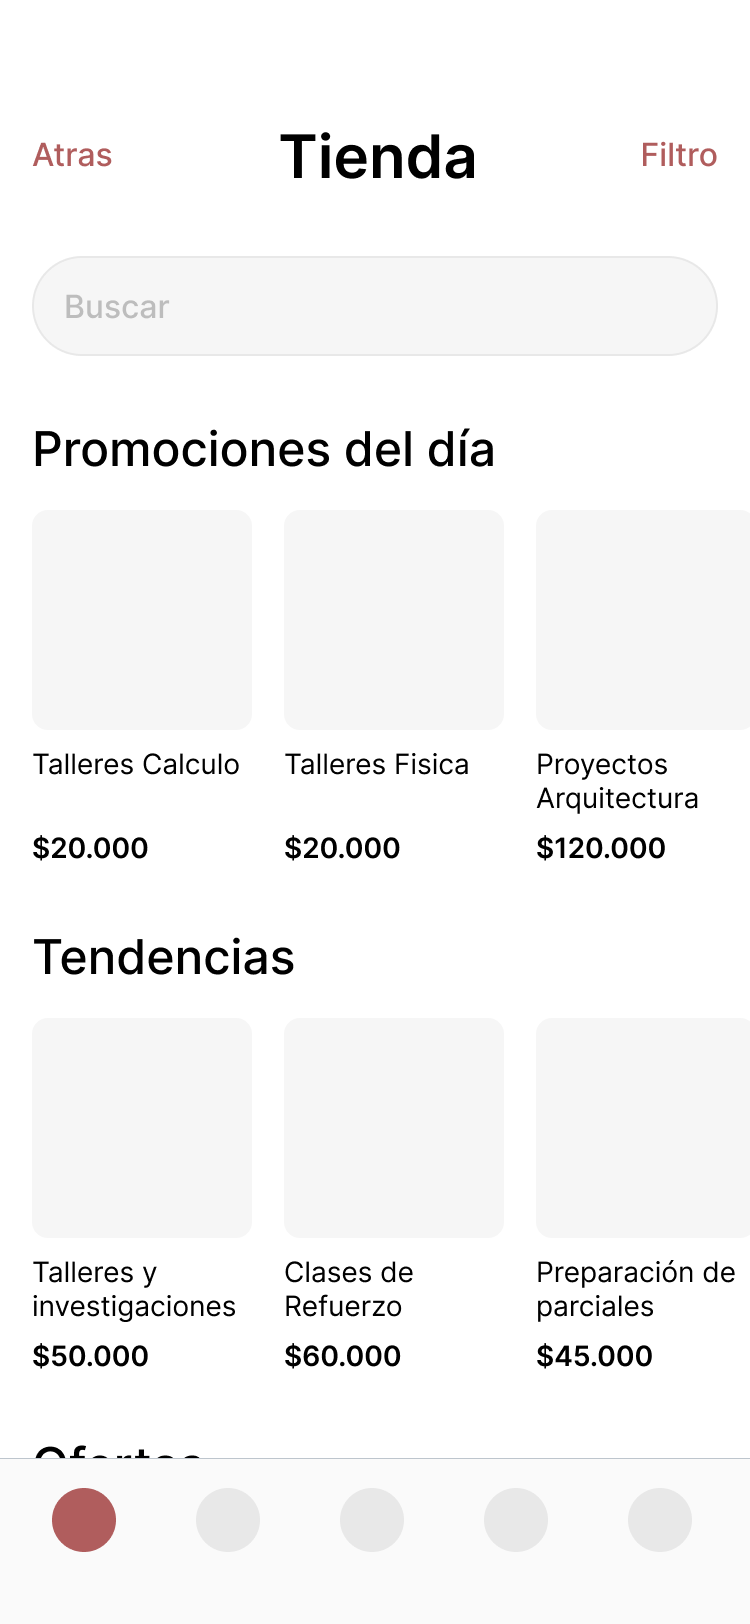 Atras
Tienda
Filtro
Buscar
Promociones del día
Talleres Calculo
$20.000
Talleres Fisica
$20.000
Proyectos
Arquitectura
$120.000
Tendencias
Talleres y
investigaciones
$50.000
Clases de
Refuerzo
$60.000
Preparación de
parciales
$45.000
Ofertas